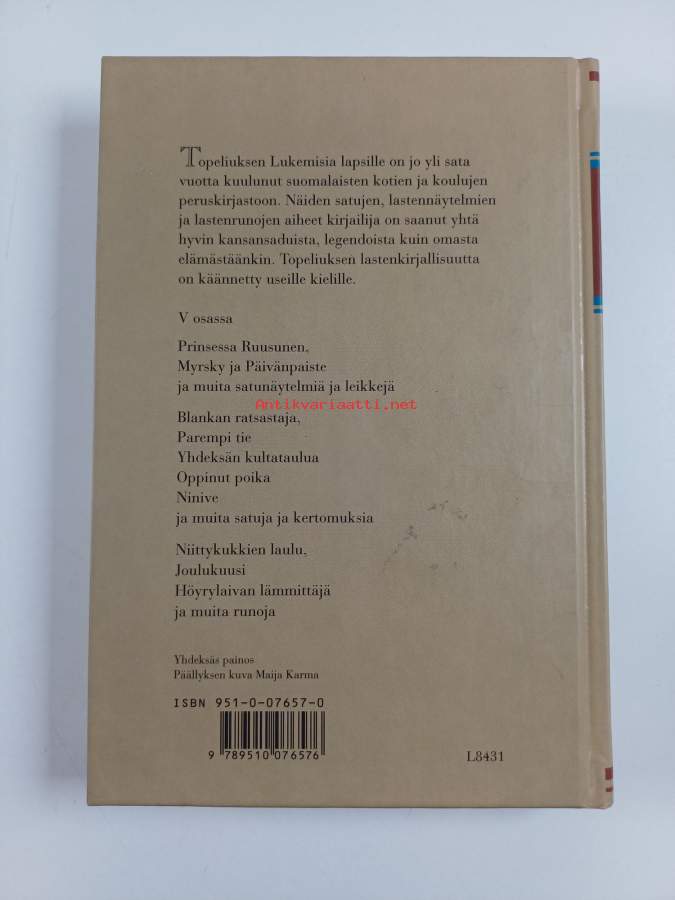 Topeliuksen Lukemisia lapsille on jo yli sata
vuotta kuulunut suomalaisten kotien ja koulujen
peruskirjastoon. Näiden satujen, lastennäytelmien
ja lastenrunojen aiheet kirjailija on saanut yhtä
hyvin kansansaduista, legendoista kuin omasta
elämästäänkin. Topeliuksen lastenkirjallisuutta
on käännetty useille kielille.
V osassa
Prinsessa Ruusunen,
Myrsky ja Päivänpaiste
ja muita satunäytelmiä ja leikkejä
Antikvariaatti.net
Blankan ratsastaja,
Parempi tie
Yhdeksän kultataulua
Oppinut poika
Ninive
ja muita satuja ja kertomuksia
Niittykukkien laulu,
Joulukuusi
Höyrylaivan lämmittäjä
ja muita runoja
Yhdeksäs painos
Päällyksen kuva Maija Karma
ISBN 951-0-07657-0
9 789510 076576
L8431